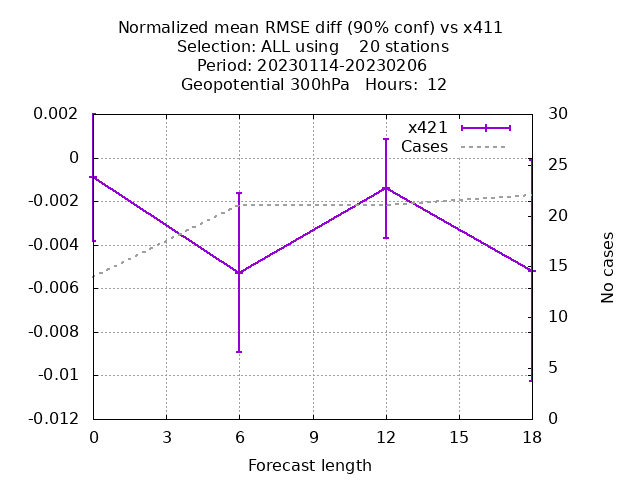 Normalized mean RMSE diff (90% conf) vs x411
Selection: ALL using    20 stations
Period: 20230114-20230206
Geopotential 300hPa   Hours:  12
x421
Cases
0.002
0
-0.002
-0.004
-0.006
-0.008
-0.01
-0.012
30
25
20
15
10
5
0
No cases
0 3 6 9 12 15 18
Forecast length